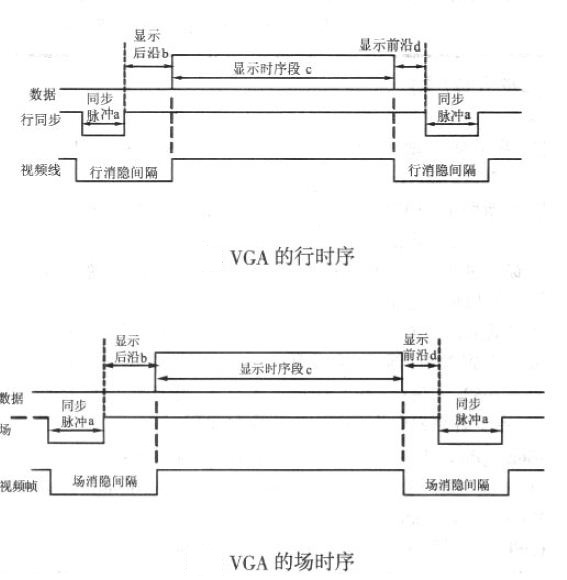 显示
后沿b
显示前沿d
显示时序段 c
数据
同步
脉冲a
同步
脉冲a
行同步
视频线
行消隐间隔
行消隐间隔
VGA 的行时序
显示
后沿b
显示
前沿d
显示时序段 c
数据
同步
脉冲a
同步
脉冲a
场
视频帧
场消隐间隔
场消隐间隔
VGA 的场时序